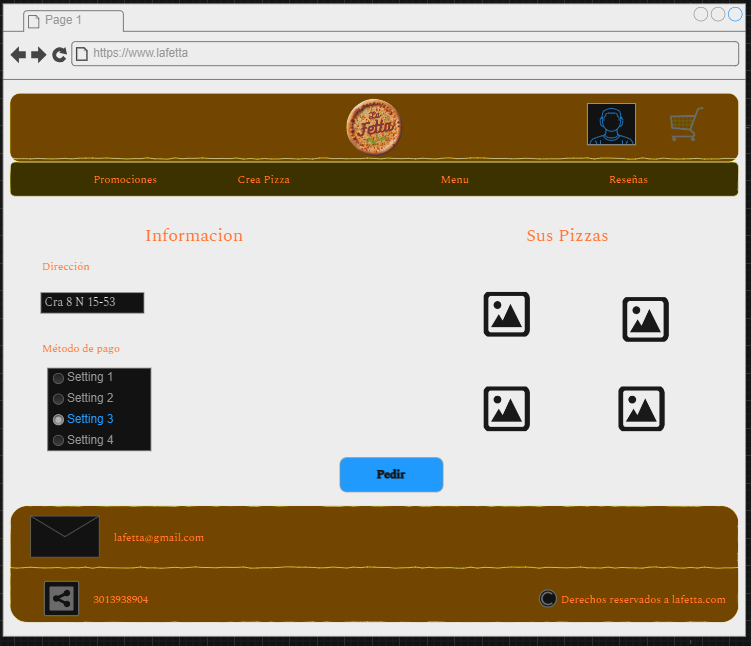 Page 1
https://www.lafetta
La
Fetta
Promociones
Crea Pizza
Menu
Reseñas
Informacion
Sus Pizzas
Dirección
Cra 8 N 15-53
Método de pago
Setting 1
Setting 2
Setting 3
Setting 4
Pedir
lafetta@gmail.com
3013938904
Derechos reservados a lafetta.com